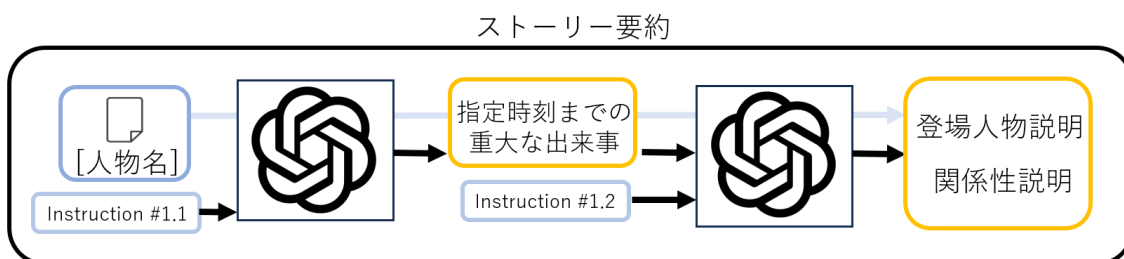 ストーリー要約
[人物名]
Instruction #1.1
指定時刻までの
重大な出来事
Instruction #1.2
登場人物説明
関係性説明